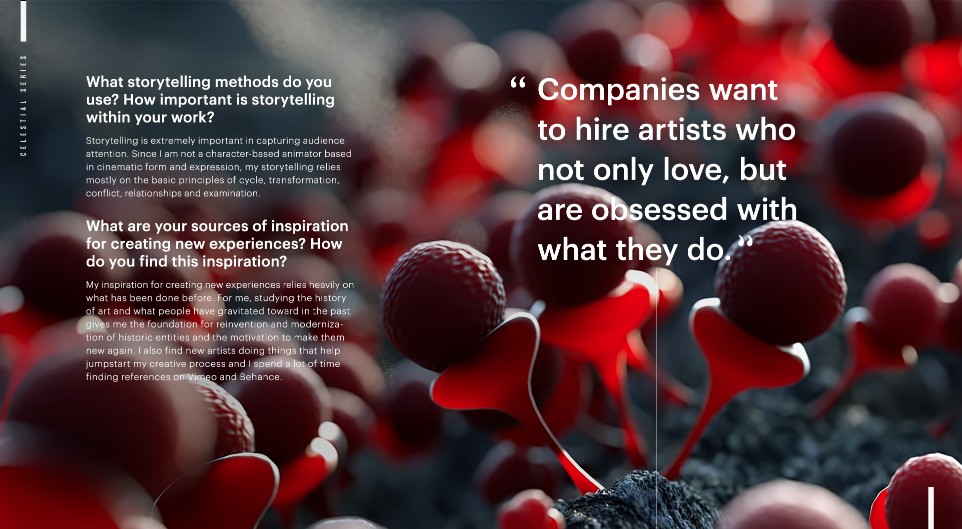 CELESTIAL SERIES
What storytelling methods do you
use? How important is storytelling
within your work?
Storytelling is extremely important in capturing audience
attention. Since I am not a character-based animator based
in cinematic form and expression, my storytelling relies
mostly on the basic principles of cycle, transformation,
conflict, relationships and examination.
What are your sources of inspiration
for creating new experiences? How
do you find this inspiration?
My inspiration for creating new experiences relies heavily on
what has been done before. For me, studying the history
of art and what people have gravitated toward in the past
gives me the foundation for reinvention and moderniza-
tion of historic entities and the motivation to make them
new again. I also find new artists doing things that help
jumpstart my creative process and I spend a lot of time
finding references on Vimeo and Behance.
“ Companies want
to hire artists who
not only love, but
are obsessed with
what they do.”